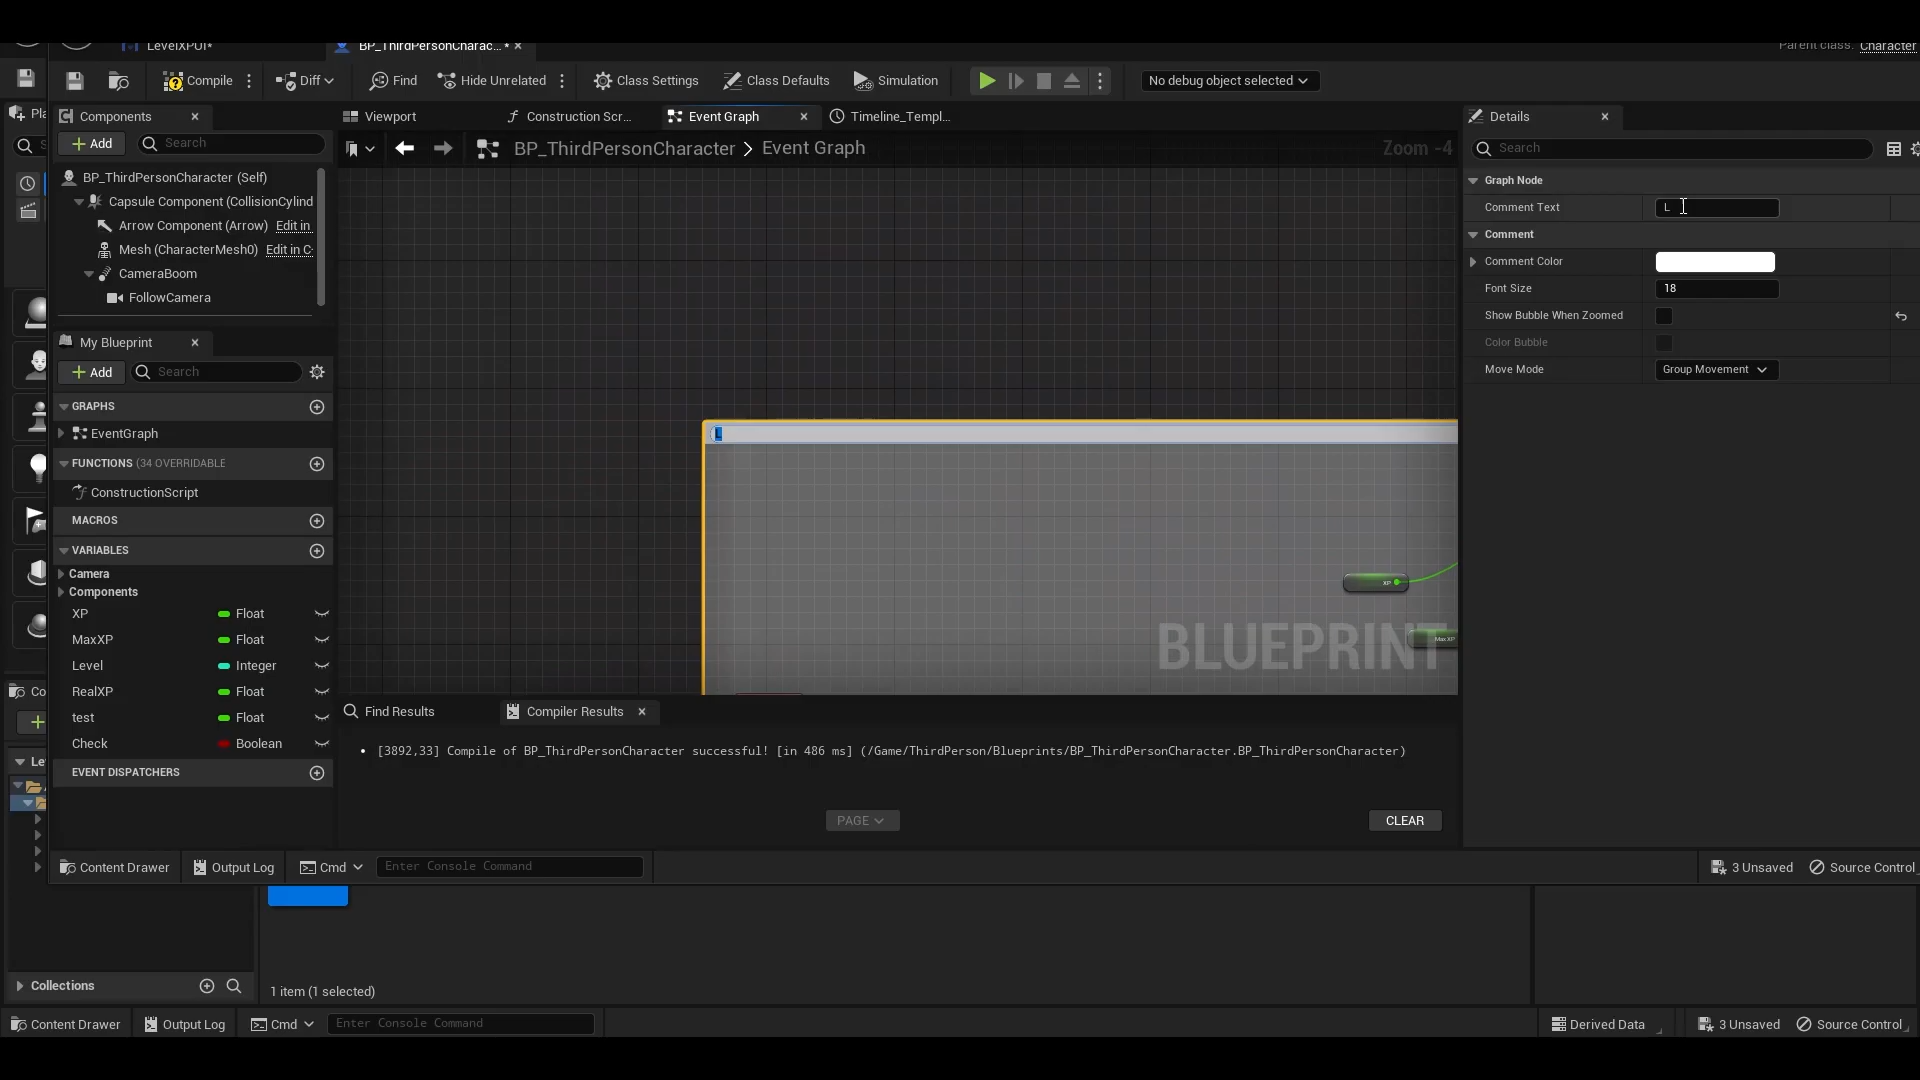 LevelXPUI*
BP_ThirdPersonCharac... *
Parent class: Character
Compile
Diff
Find
Hide Unrelated
Class Settings
Class Defaults
Simulation
No debug object selected
Pla
Components
Viewport
Construction Scr...
Event Graph
Timeline_Templ...
Details
Add
Search
BP_ThirdPersonCharacter
Event Graph
Zoom -4
Search
BP_ThirdPersonCharacter (Self)
Capsule Component (CollisionCylind
Arrow Component (Arrow) Edit in
Mesh (CharacterMesh0) Edit in C
CameraBoom
FollowCamera
Graph Node
Comment Text
L
Comment
Comment Color
Font Size
18
Show Bubble When Zoomed
Color Bubble
Move Mode
Group Movement
My Blueprint
Add
Search
GRAPHS
EventGraph
FUNCTIONS (34 OVERRIDABLE
ConstructionScript
MACROS
VARIABLES
Camera
Components
XP Float
MaxXP Float
Level Integer
RealXP Float
test Float
Check Boolean
EVENT DISPATCHERS
L
XP
Max XP
BLUEPRINT
Find Results
Compiler Results
[3892,33] Compile of BP_ThirdPersonCharacter successful! [in 486 ms] (/Game/ThirdPerson/Blueprints/BP_ThirdPersonCharacter.BP_ThirdPersonCharacter)
PAGE
CLEAR
Co
Le
Content Drawer
Output Log
Cmd
Enter Console Command
3 Unsaved
Source Control
Collections
1 item (1 selected)
Content Drawer
Output Log
Cmd
Enter Console Command
Derived Data
3 Unsaved
Source Control